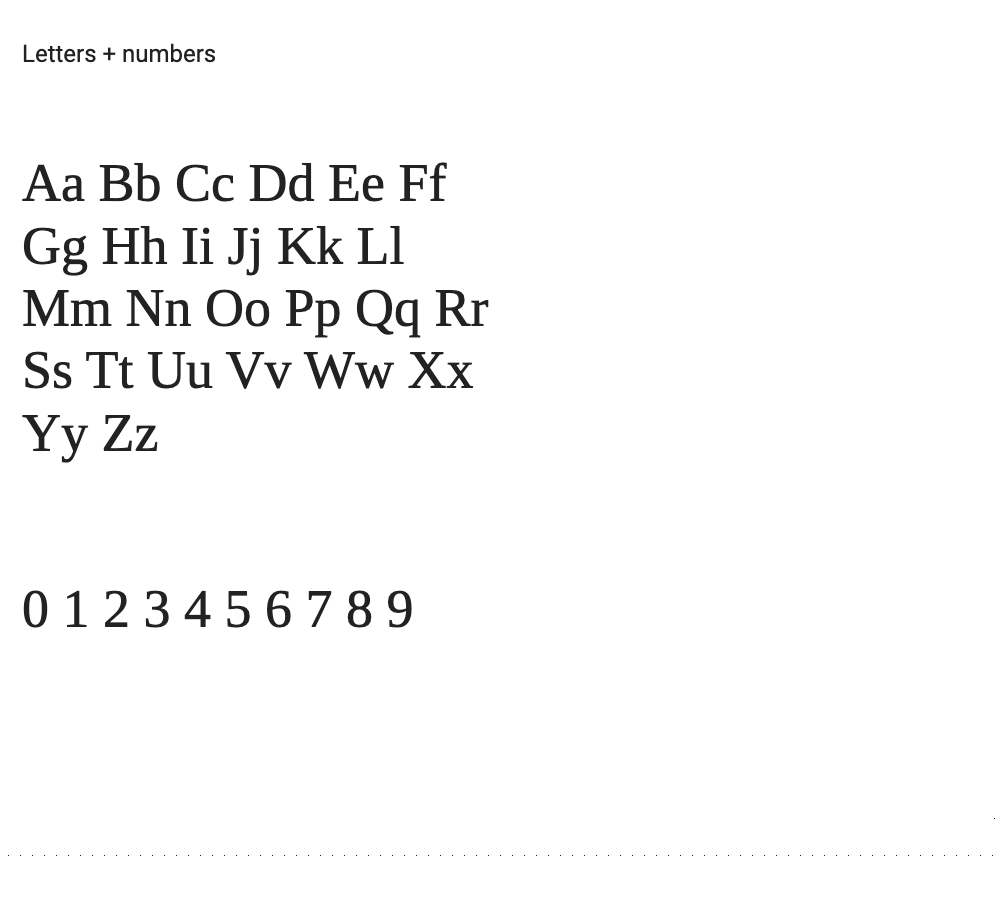 Letters + numbers
Aa Bb Cc Dd Ee Ff
Gg Hh Ii Jj Kk Ll
Mm Nn Oo Pp Qq Rr
Ss Tt Uu Vv Ww Xx
Yy Zz
0 1 2 3 4 5 6 7 8 9